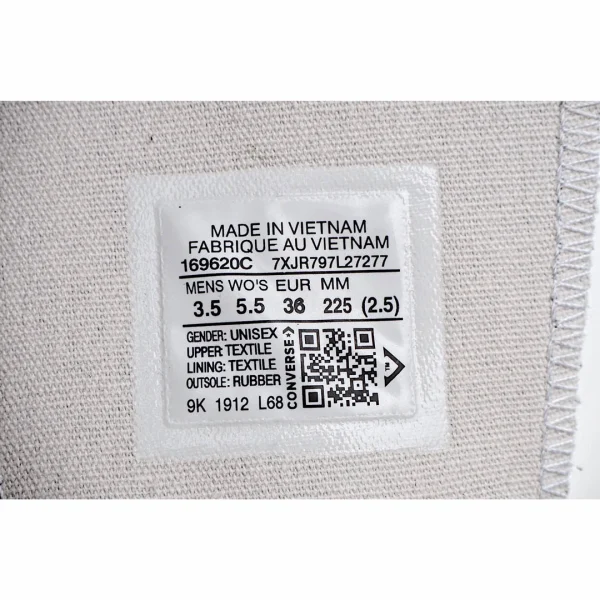 MADE IN VIETNAM
FABRIQUE AU VIETNAM
169620C 7XJR797L27277
MENS WO'S EUR MM
3.5 5.5 36 225 (2.5)
GENDER: UNISEX
UPPER: TEXTILE
LINING: TEXTILE
OUTSOLE: RUBBER
9K 1912 L68
CONVERSE
TM